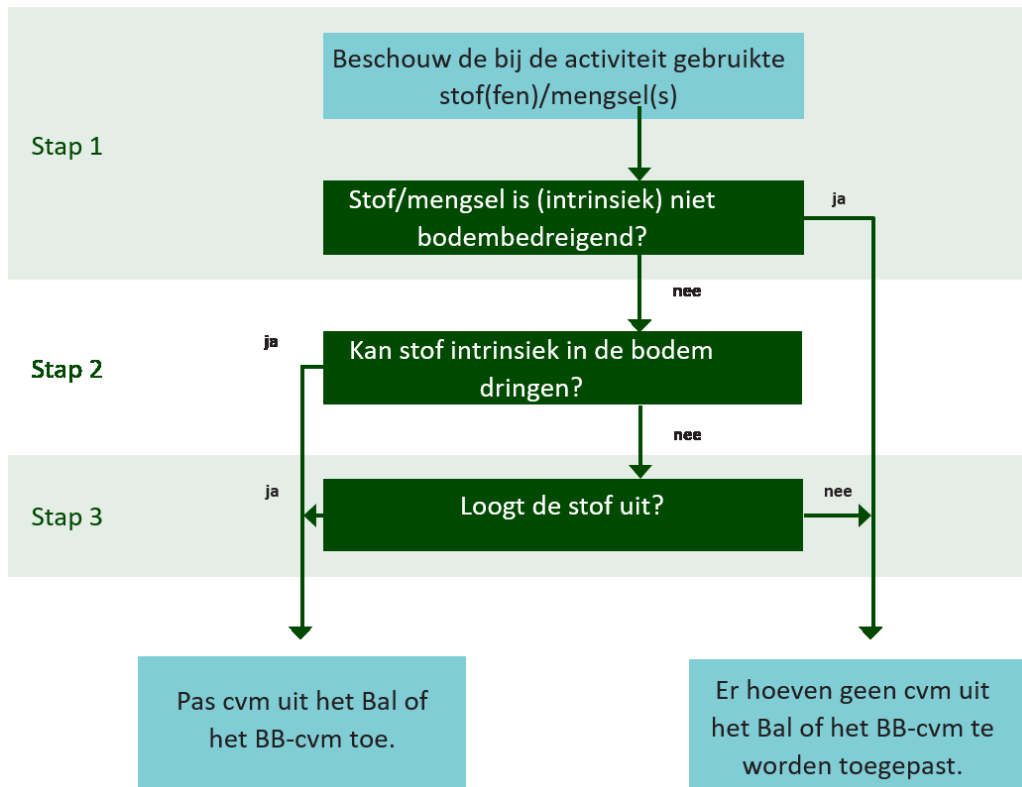 Beschouw de bij de activiteit gebruikte
stof(fen)/mengsel(s)
Stap 1
Stof/mengsel is (intrinsiek) niet
bodembedreigend?
ja
nee
ja
Stap 2
Kan stof intrinsiek in de bodem
dringen?
nee
ja
Stap 3
Loogt de stof uit?
nee
Pas cvm uit het Bal of
het BB-cvm toe.
Er hoeven geen cvm uit
het Bal of het BB-cvm te
worden toegepast.